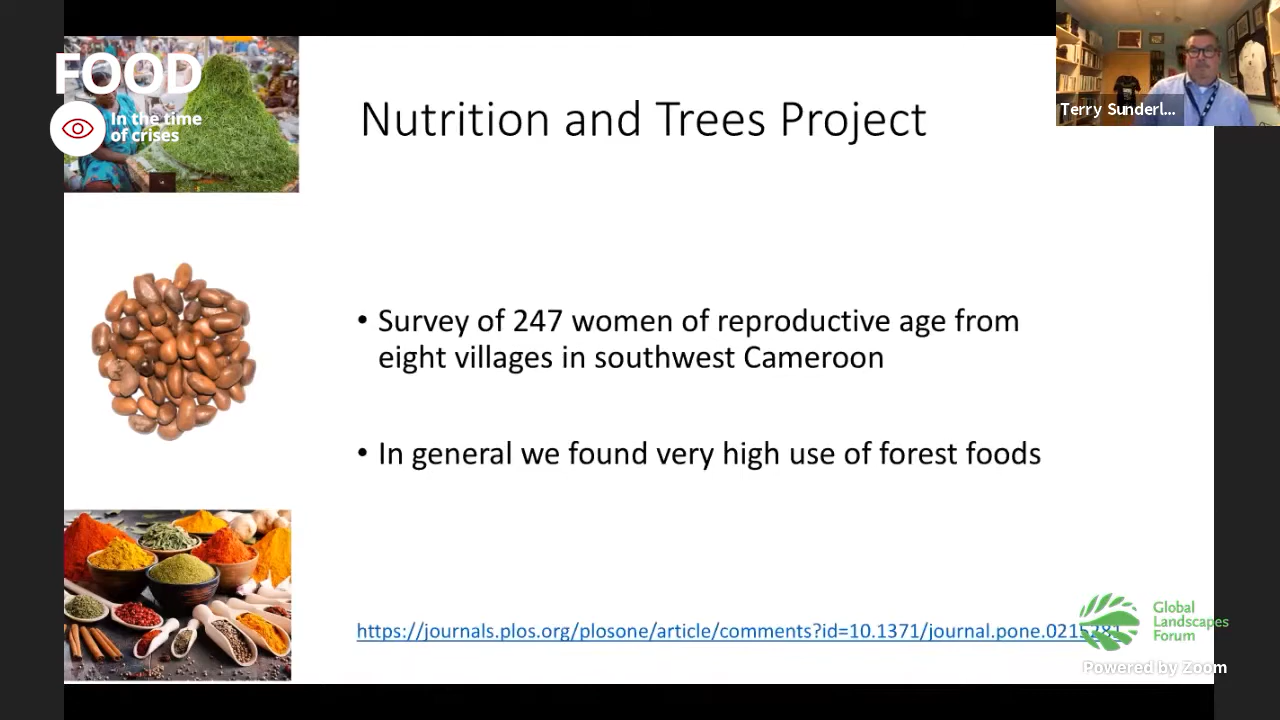 FOOD
In the time
of crises
Nutrition and Trees Project
Terry Sunderl...
• Survey of 247 women of reproductive age from
eight villages in southwest Cameroon
• In general we found very high use of forest foods
https://journals.plos.org/plosone/article/comments?id=10.1371/journal.pone.0215281
Global
Landscapes
Forum
Powered by Zoom